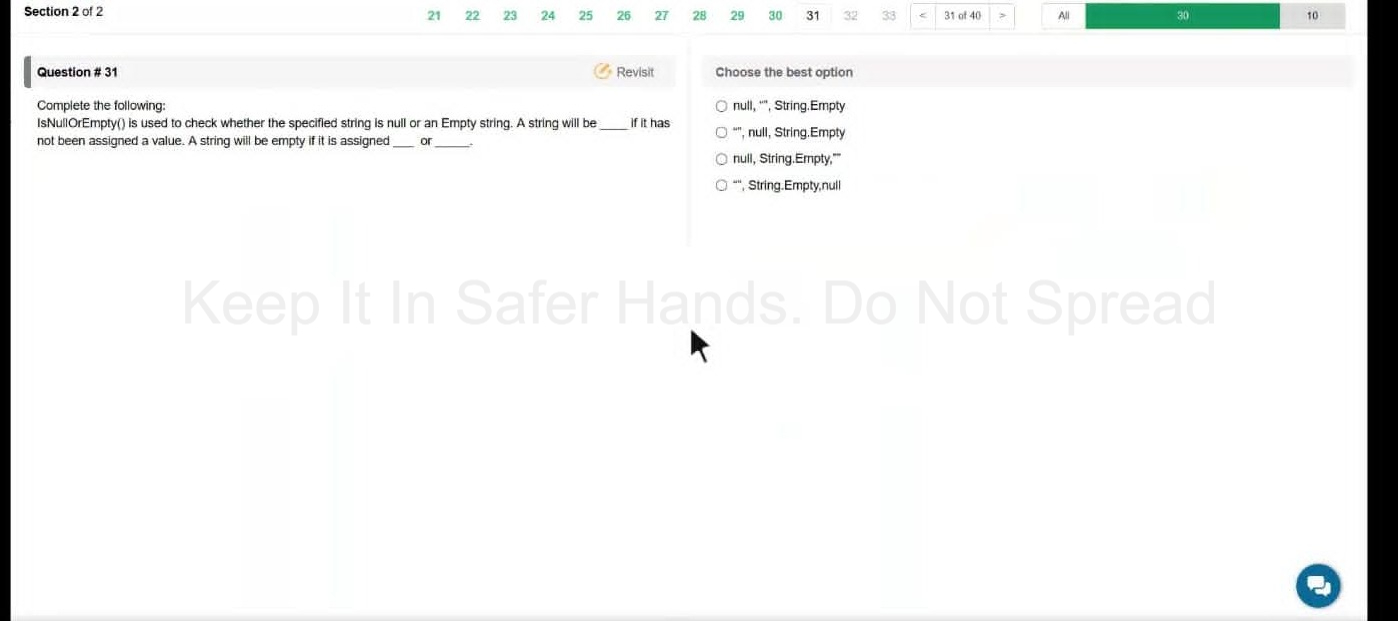 Section 2 of 2
21 22 23 24 25 26 27 28 29 30 31 32 33 < 31 of 40 > All 30 10
Question # 31
Revisit
Complete the following:
IsNullOrEmpty() is used to check whether the specified string is null or an Empty string. A string will be ____ if it has
not been assigned a value. A string will be empty if it is assigned ___ or _____.
Choose the best option
null, “”, String.Empty
“”, null, String.Empty
null, String.Empty,””
“”, String.Empty,null
Keep It In Safer Hands. Do Not Spread